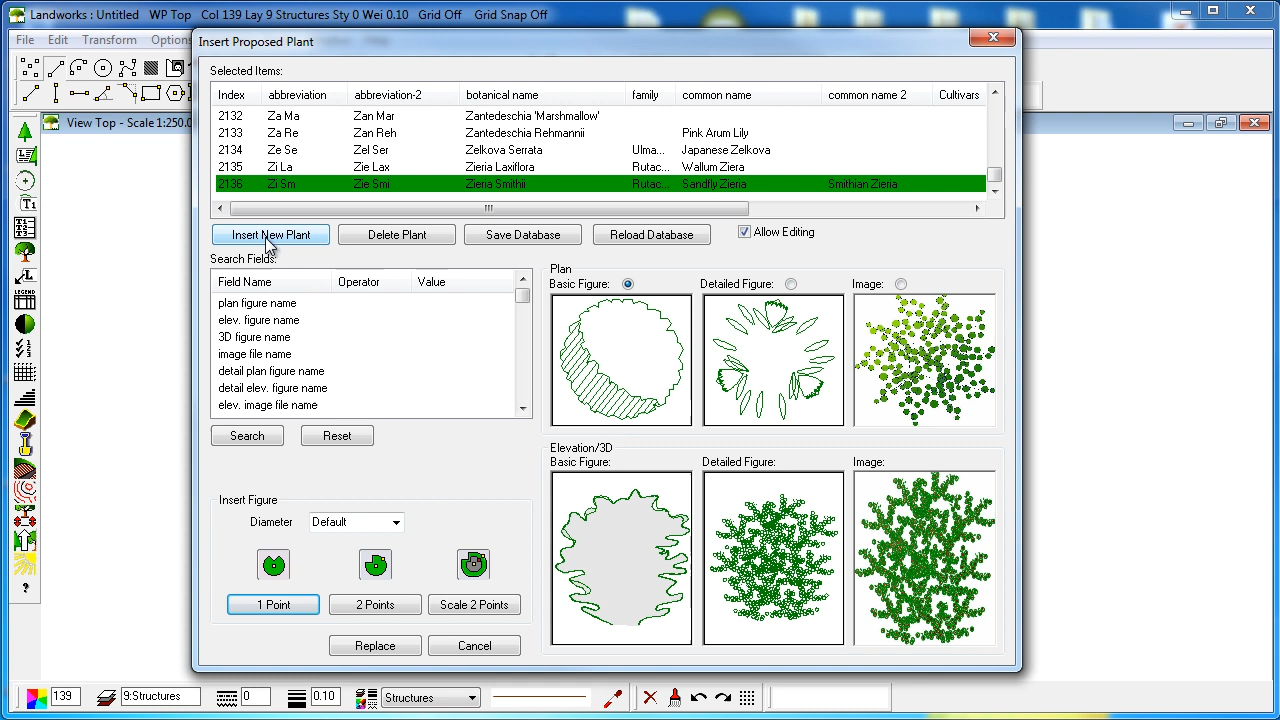 Landworks : Untitled WP Top Col 139 Lay 9 Structures Sty 0 Wei 0.10 Grid Off Grid Snap Off
File Edit Transform Options
Insert Proposed Plant
Selected Items:
Index abbreviation abbreviation-2 botanical name family common name common name 2 Cultivars
2132 Za Ma Zan Mar Zantedeschia 'Marshmallow'
2133 Za Re Zan Reh Zantedeschia Rehmannii Pink Arum Lily
2134 Ze Se Zel Ser Zelkova Serrata Ulma... Japanese Zelkova
2135 Zi La Zie Lax Zieria Laxiflora Rutac... Wallum Ziera
2136 Zi Sm Zie Smi Zieria Smithii Rutac... Sandfly Zieria Smithian Zieria
View Top - Scale 1:250.0
Insert New Plant Delete Plant Save Database Reload Database Allow Editing
Search Fields:
Field Name Operator Value
plan figure name
elev. figure name
3D figure name
image file name
detail plan figure name
detail elev. figure name
elev. image file name
Search Reset
Plan
Basic Figure: Detailed Figure: Image:
Elevation/3D
Basic Figure: Detailed Figure: Image:
Insert Figure
Diameter Default
1 Point 2 Points Scale 2 Points
Replace Cancel
T1
LEGEND
?
139 9:Structures 0 0.10 Structures